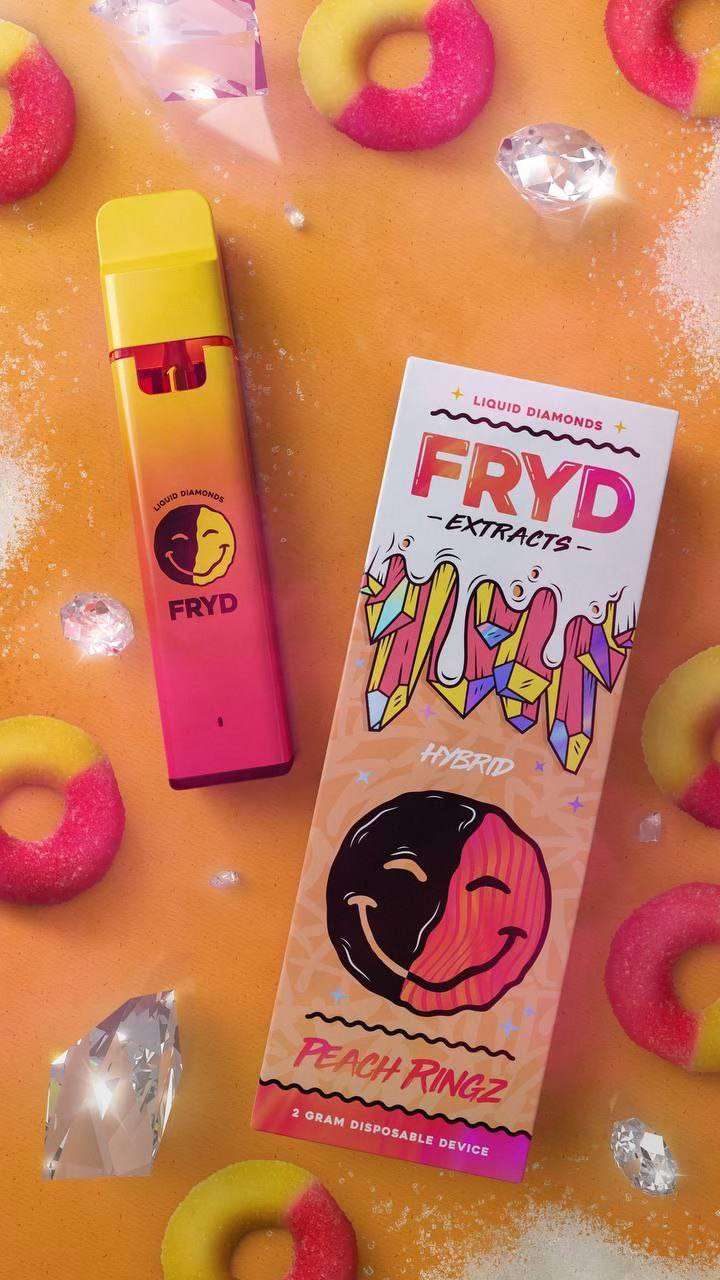 LIQUID DIAMONDS
FRYD
LIQUID DIAMONDS
FRYD
-EXTRACTS-
HYBRID
PEACH RINGZ
2 GRAM DISPOSABLE DEVICE